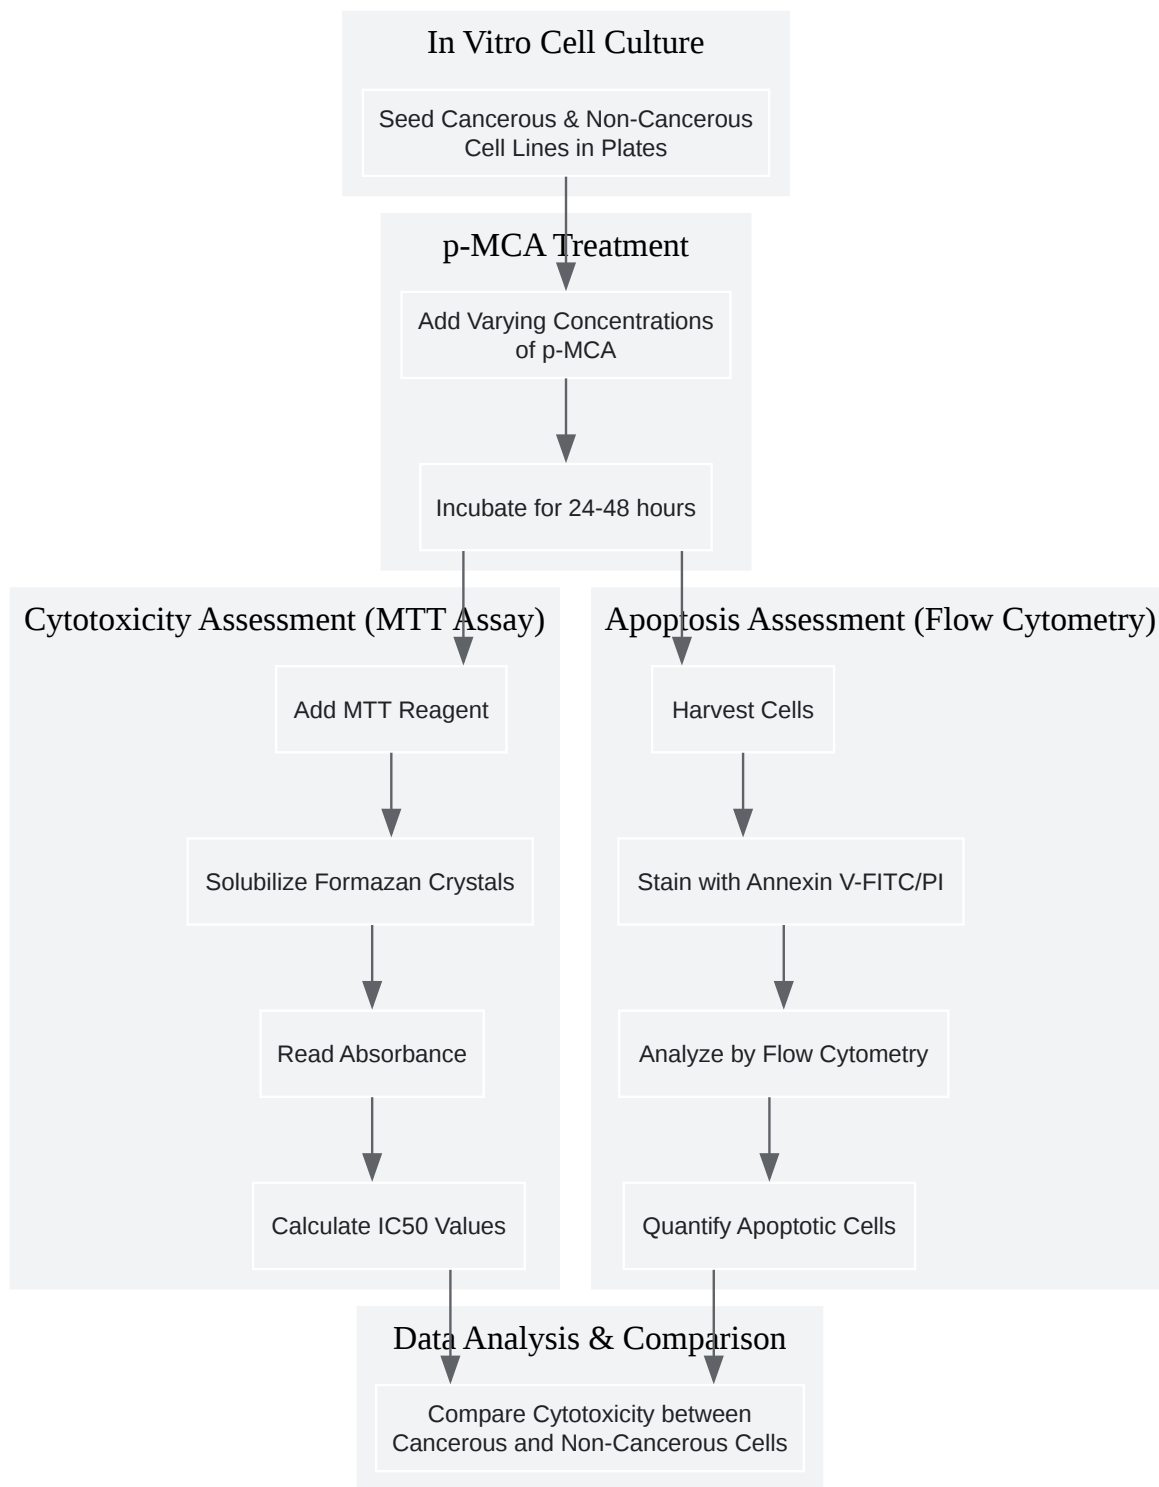 In Vitro Cell Culture
Seed Cancerous & Non-Cancerous
Cell Lines in Plates
p-MCA Treatment
Add Varying Concentrations
of p-MCA
Incubate for 24-48 hours
Cytotoxicity Assessment (MTT Assay)
Add MTT Reagent
Solubilize Formazan Crystals
Read Absorbance
Calculate IC50 Values
Apoptosis Assessment (Flow Cytometry)
Harvest Cells
Stain with Annexin V-FITC/PI
Analyze by Flow Cytometry
Quantify Apoptotic Cells
Data Analysis & Comparison
Compare Cytotoxicity between
Cancerous and Non-Cancerous Cells